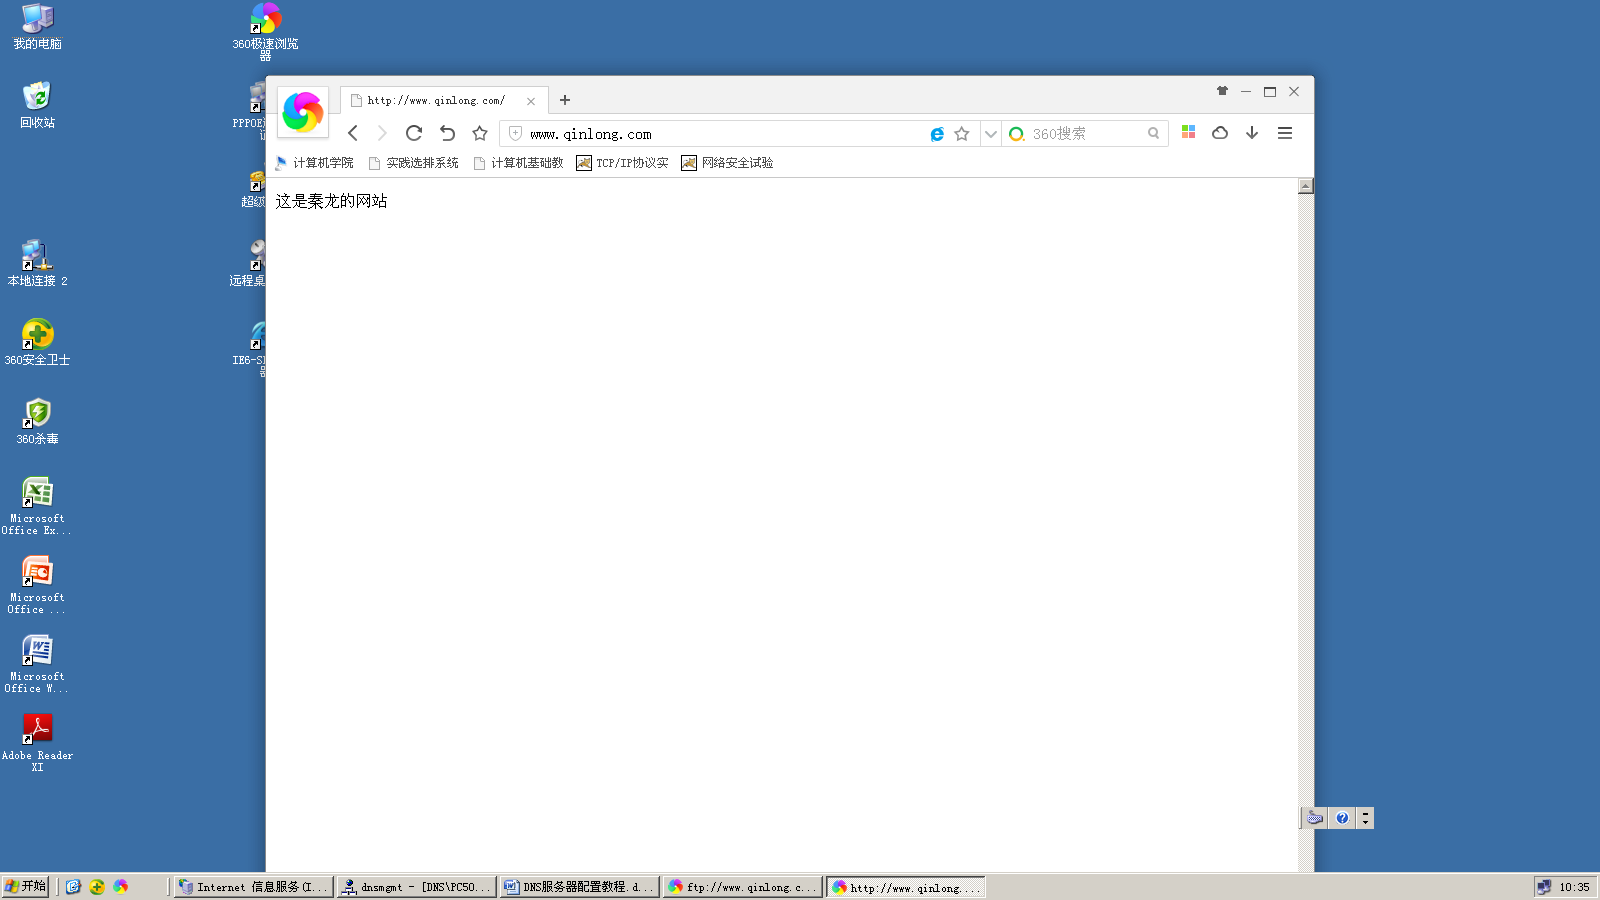 我的电脑
360极速浏览
器
回收站
PPPOE
超级
本地连接 2
远程桌
360安全卫士
IE6-S
器
360杀毒
Microsoft
Office Ex...
Microsoft
Office ...
Microsoft
Office W...
Adobe Reader
XI
http://www.qinlong.com/
www.qinlong.com
360搜索
计算机学院
实践选排系统
计算机基础教
TCP/IP协议实
网络安全试验
这是秦龙的网站
开始
Internet 信息服务(I...
dnsmgmt - [DNS\PC50...
DNS服务器配置教程.d...
ftp://www.qinlong.c...
http://www.qinlong....
10:35